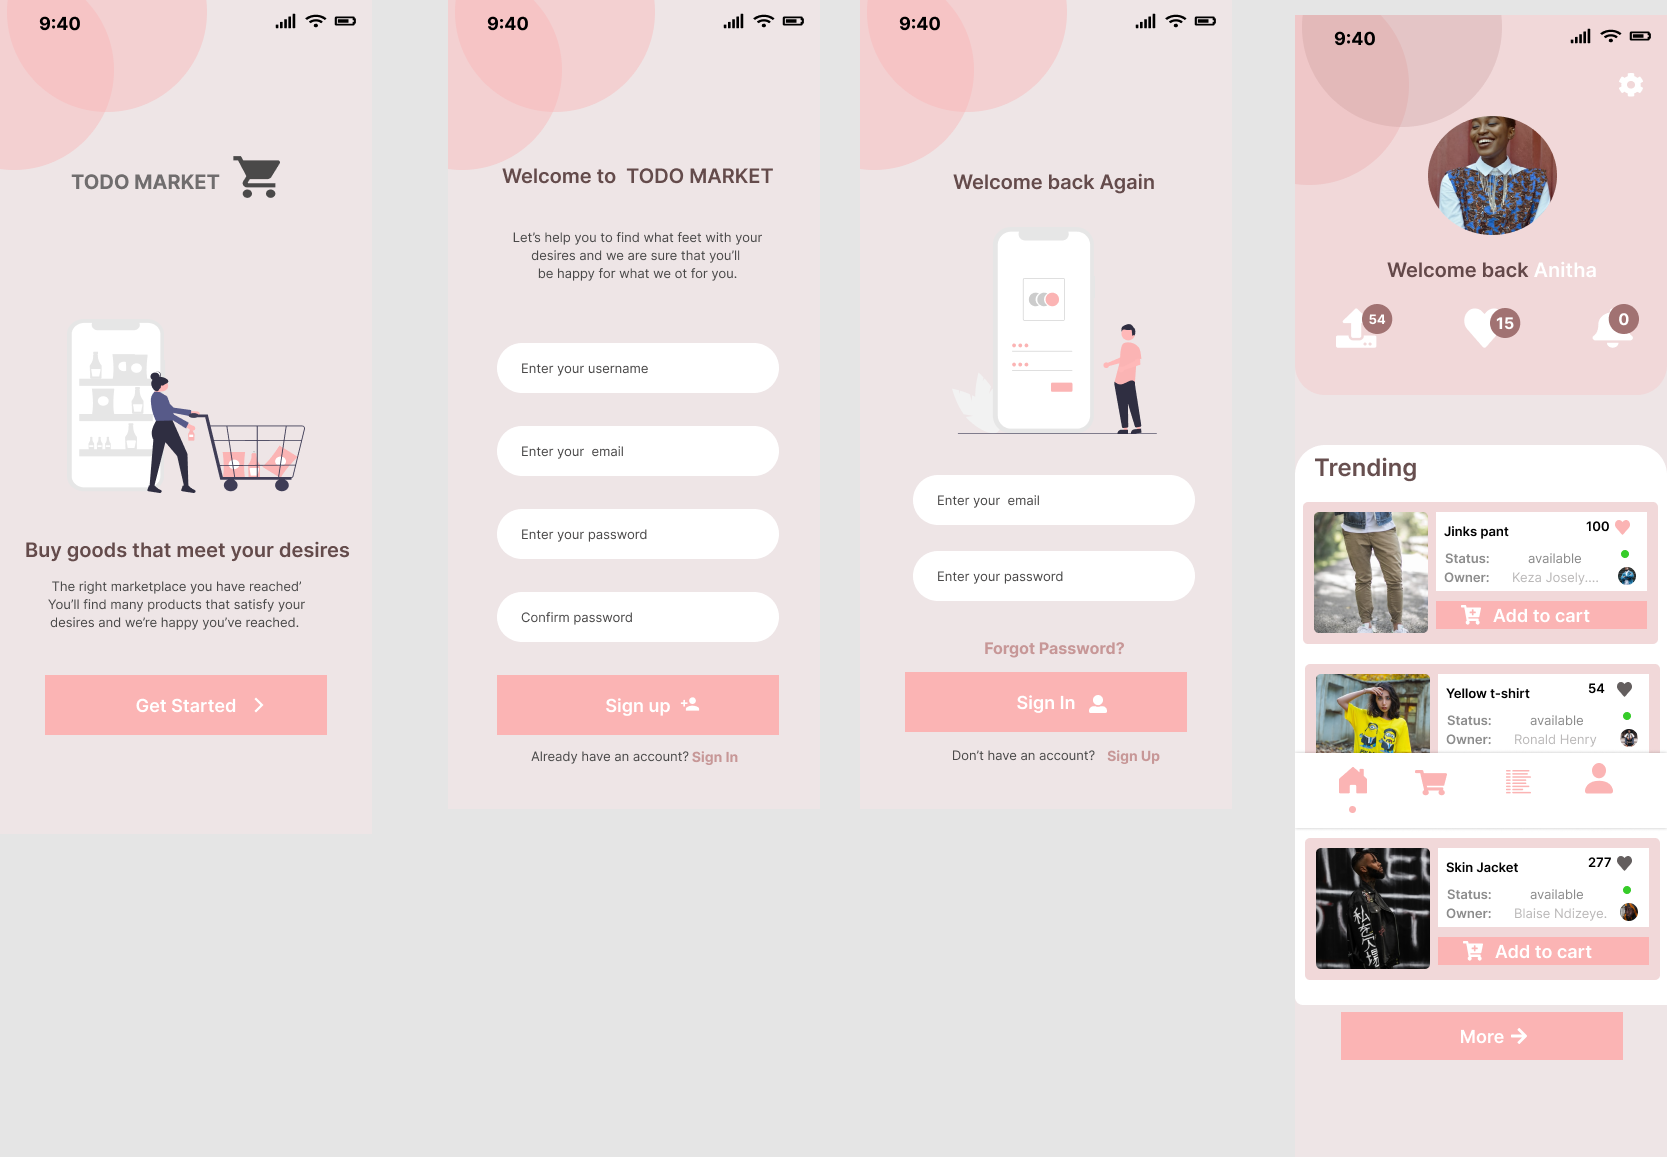 9:40
TODO MARKET
Buy goods that meet your desires
The right marketplace you have reached’
You’ll find many products that satisfy your
desires and we’re happy you’ve reached.
Get Started
9:40
Welcome to TODO MARKET
Let’s help you to find what feet with your
desires and we are sure that you’ll
be happy for what we ot for you.
Enter your username
Enter your email
Enter your password
Confirm password
Sign up
Already have an account? Sign In
9:40
Welcome back Again
Enter your email
Enter your password
Forgot Password?
Sign In
Don’t have an account? Sign Up
9:40
Welcome back Anitha
54
15
0
Trending
Jinks pant 100
Status: available
Owner: Keza Josely....
Add to cart
Yellow t-shirt 54
Status: available
Owner: Ronald Henry
Skin Jacket 277
Status: available
Owner: Blaise Ndizeye.
Add to cart
More